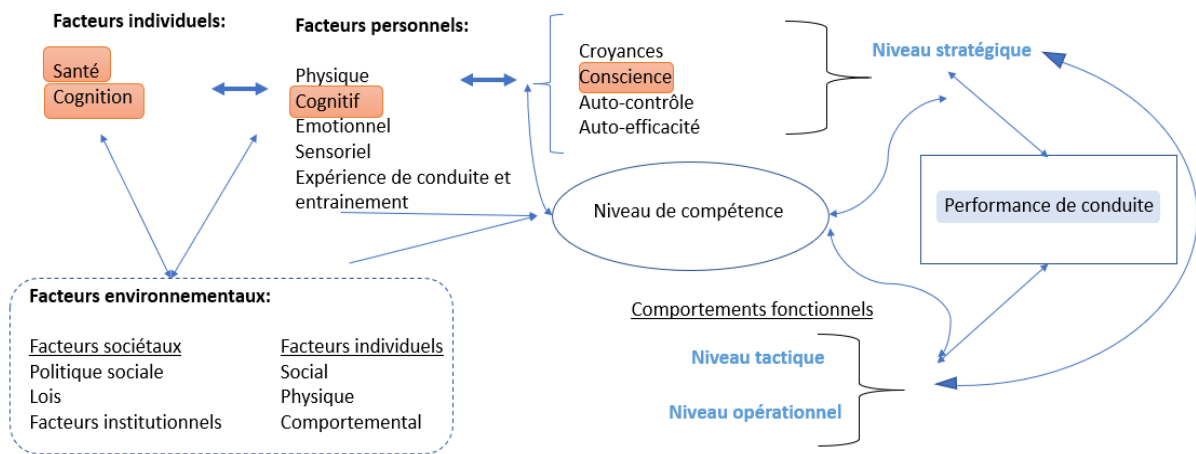 Facteurs individuels:
Santé
Cognition
Facteurs personnels:
Physique
Cognitif
Emotionnel
Sensoriel
Expérience de conduite et
entrainement
Croyances
Conscience
Auto-contrôle
Auto-efficacité
Niveau stratégique
Niveau de compétence
Performance de conduite
Facteurs environnementaux:
Facteurs sociétaux
Politique sociale
Lois
Facteurs institutionnels
Facteurs individuels
Social
Physique
Comportemental
Comportements fonctionnels
Niveau tactique
Niveau opérationnel